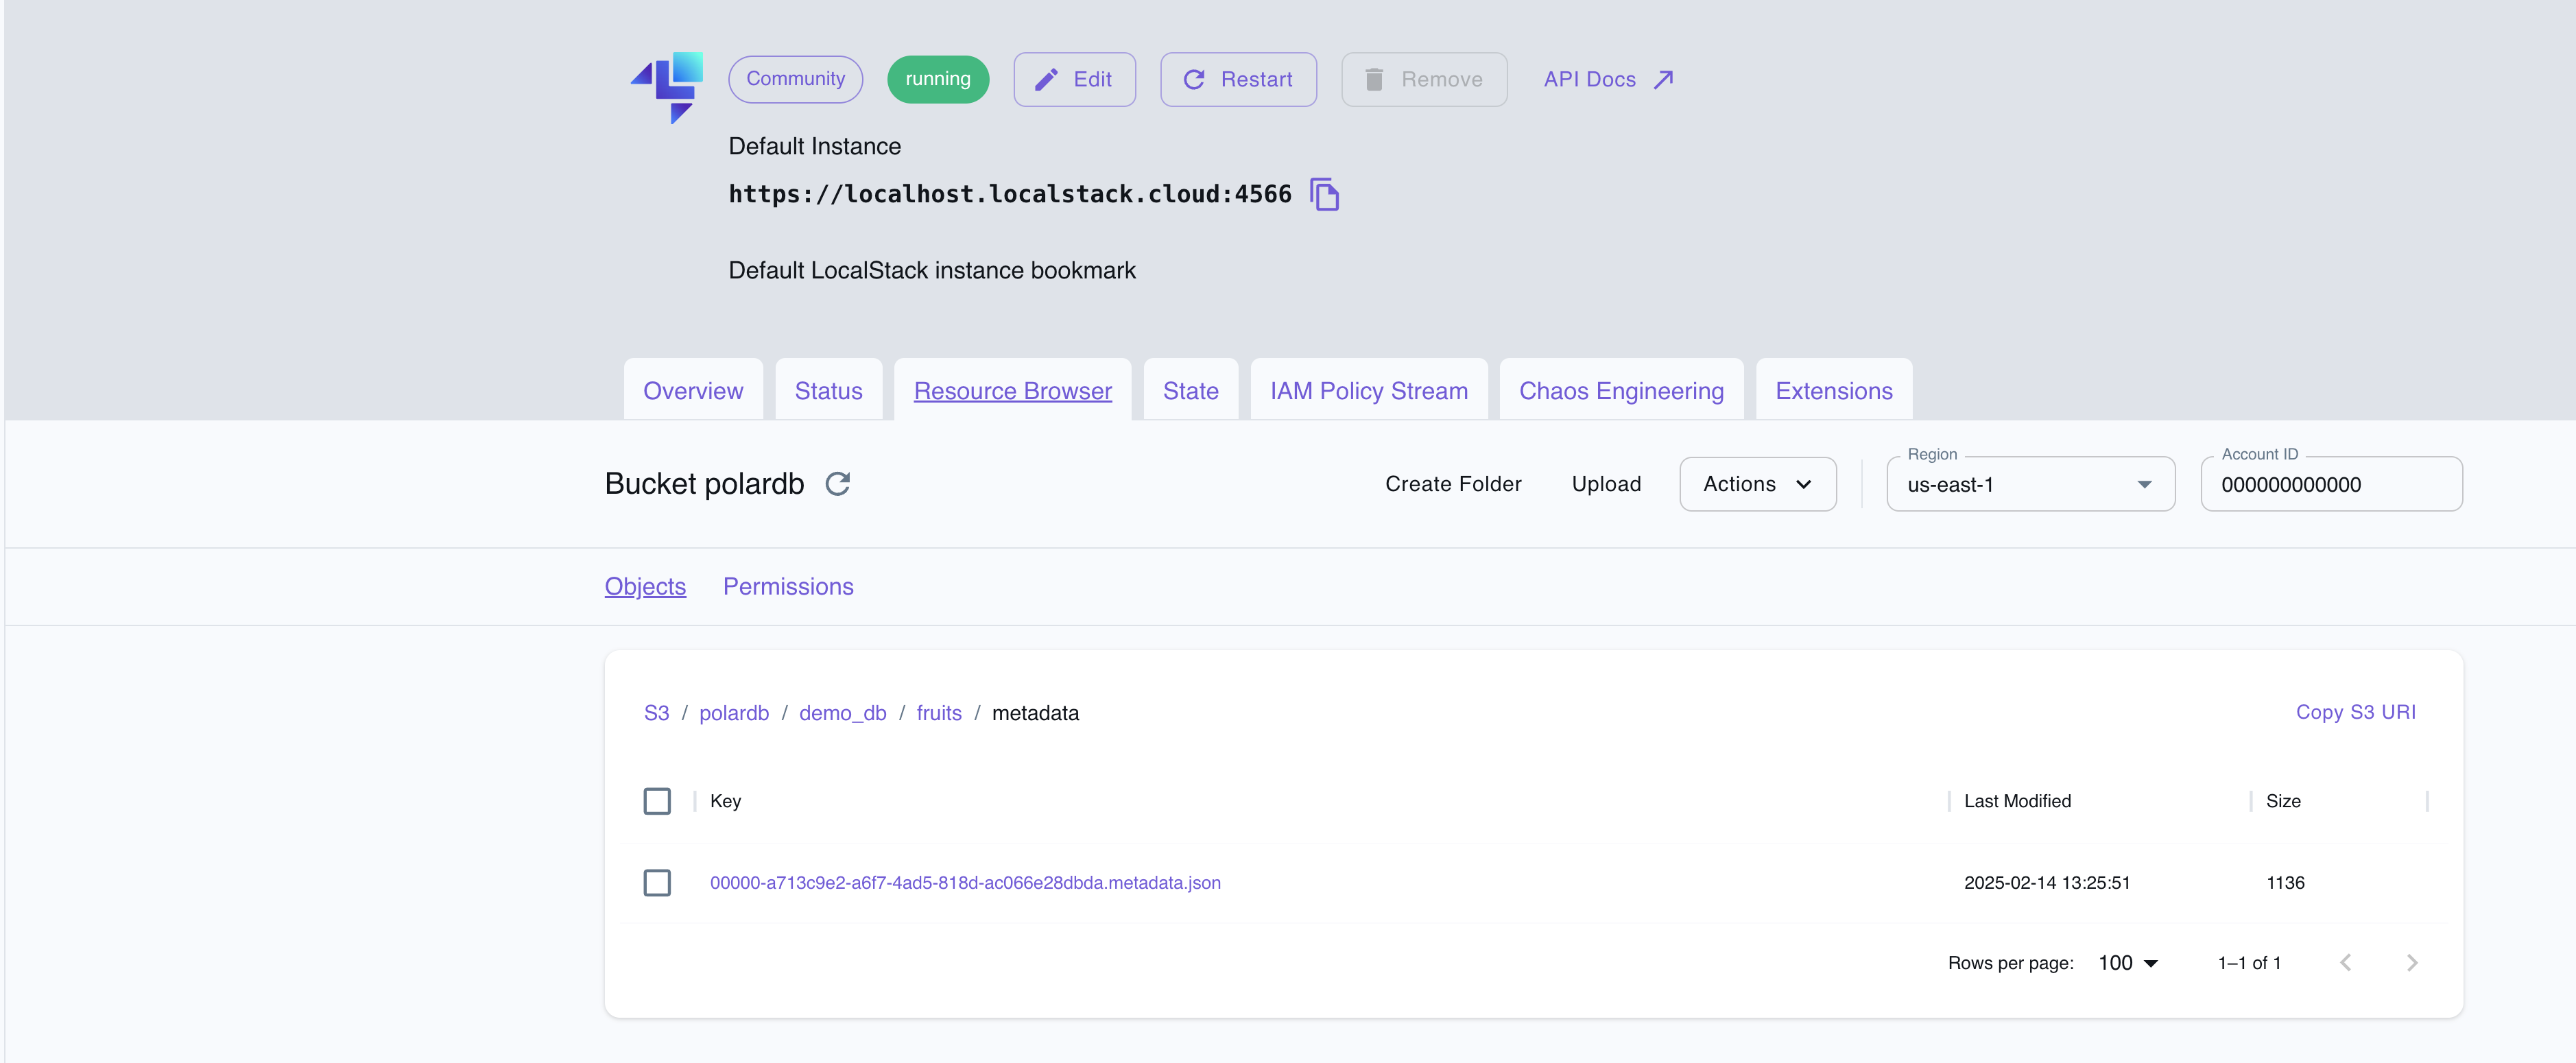 Community running Edit Restart Remove API Docs
Default Instance
https://localhost.localstack.cloud:4566
Default LocalStack instance bookmark
Overview Status Resource Browser State IAM Policy Stream Chaos Engineering Extensions
Bucket polardb Create Folder Upload Actions Region us-east-1 Account ID 000000000000
Objects Permissions
S3 / polardb / demo_db / fruits / metadata Copy S3 URI
Key Last Modified Size
00000-a713c9e2-a6f7-4ad5-818d-ac066e28dbda.metadata.json 2025-02-14 13:25:51 1136
Rows per page: 100 1–1 of 1